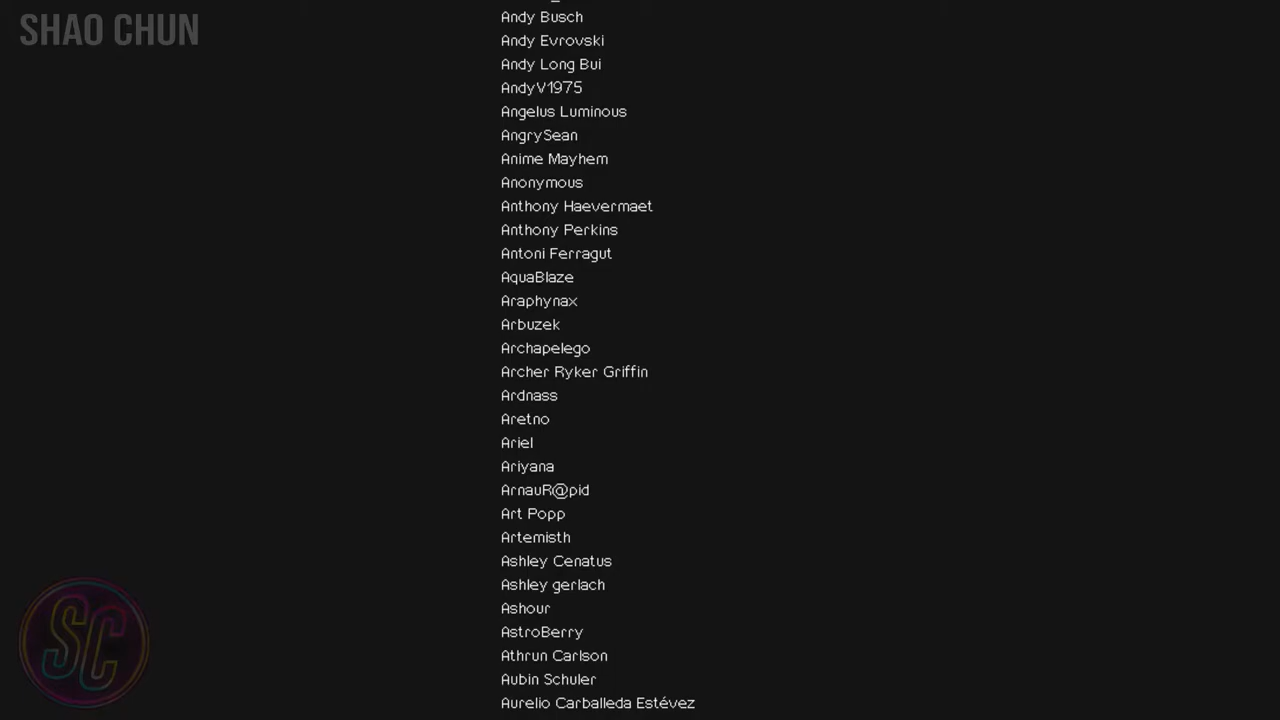 SHAO CHUN
Andy Busch
Andy Evrovski
Andy Long Bui
AndyV1975
Angelus Luminous
AngrySean
Anime Mayhem
Anonymous
Anthony Haevermaet
Anthony Perkins
Antoni Ferragut
AquaBlaze
Araphynax
Arbuzek
Archapelego
Archer Ryker Griffin
Ardnass
Aretno
Ariel
Ariyana
ArnauR@pid
Art Popp
Artemisth
Ashley Cenatus
Ashley gerlach
Ashour
AstroBerry
Athrun Carlson
Aubin Schuler
Aurelio Carballeda Estévez
SC